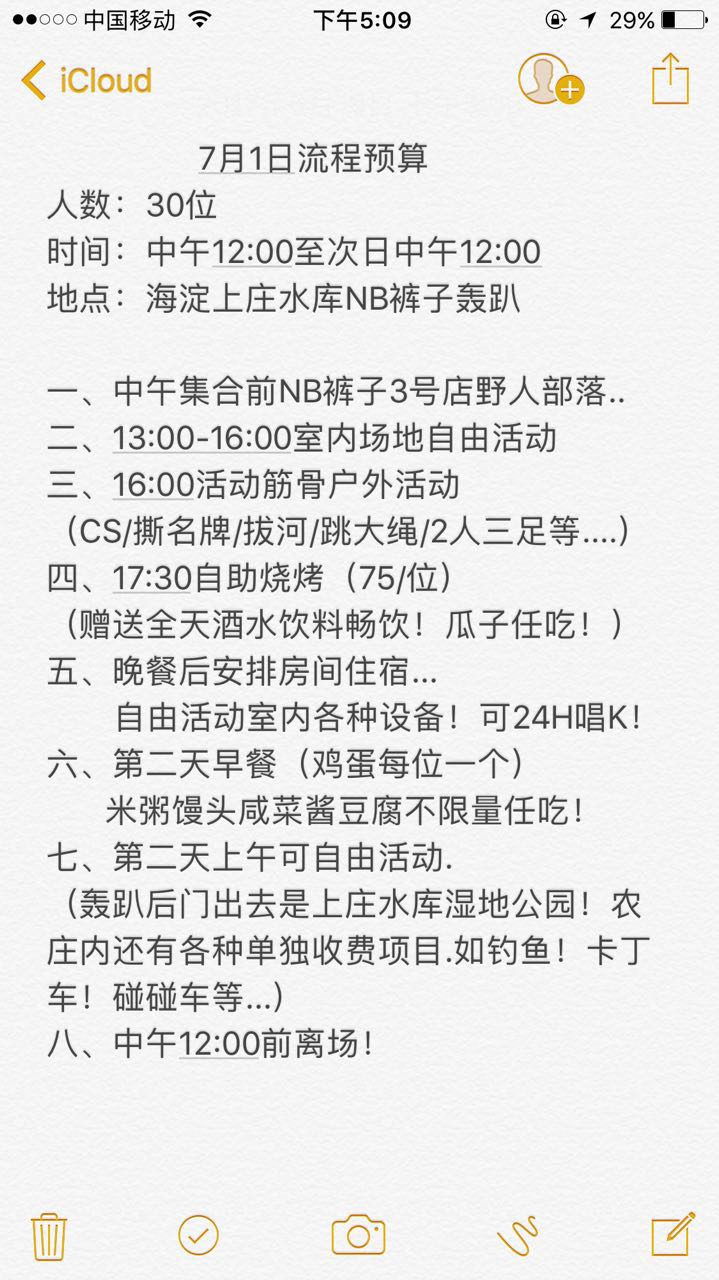 中国移动 下午5:09 29%
iCloud
7月1日流程预算
人数：30位
时间：中午12:00至次日中午12:00
地点：海淀上庄水库NB裤子轰趴
一、中午集合前NB裤子3号店野人部落..
二、13:00-16:00室内场地自由活动
三、16:00活动筋骨户外活动
（CS/撕名牌/拔河/跳大绳/2人三足等....）
四、17:30自助烧烤（75/位）
（赠送全天酒水饮料畅饮！瓜子任吃！）
五、晚餐后安排房间住宿...
自由活动室内各种设备！可24H唱K！
六、第二天早餐（鸡蛋每位一个）
米粥馒头咸菜酱豆腐不限量任吃！
七、第二天上午可自由活动.
（轰趴后门出去是上庄水库湿地公园！农
庄内还有各种单独收费项目.如钓鱼！卡丁
车！碰碰车等...）
八、中午12:00前离场！